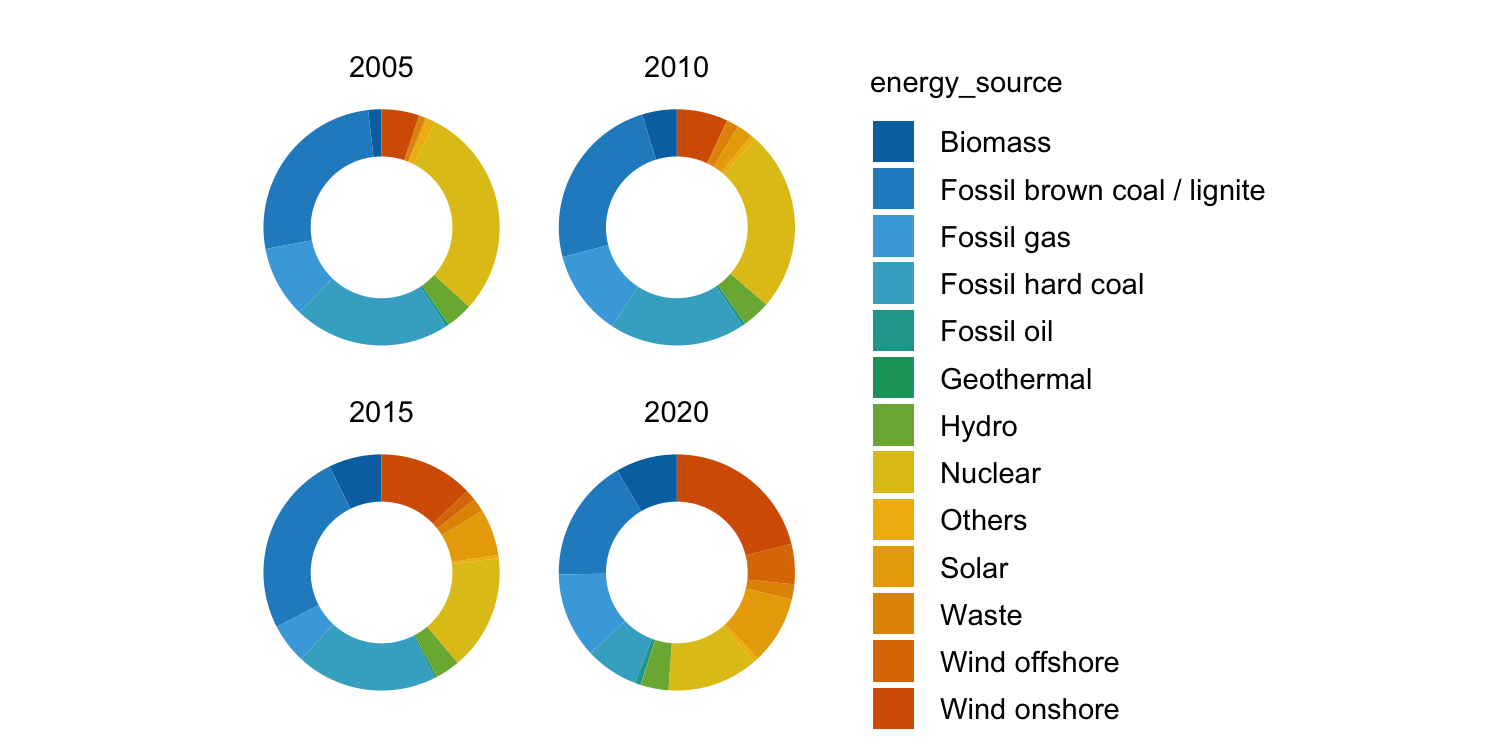 2005
2010
2015
2020
energy_source
Biomass
Fossil brown coal / lignite
Fossil gas
Fossil hard coal
Fossil oil
Geothermal
Hydro
Nuclear
Others
Solar
Waste
Wind offshore
Wind onshore